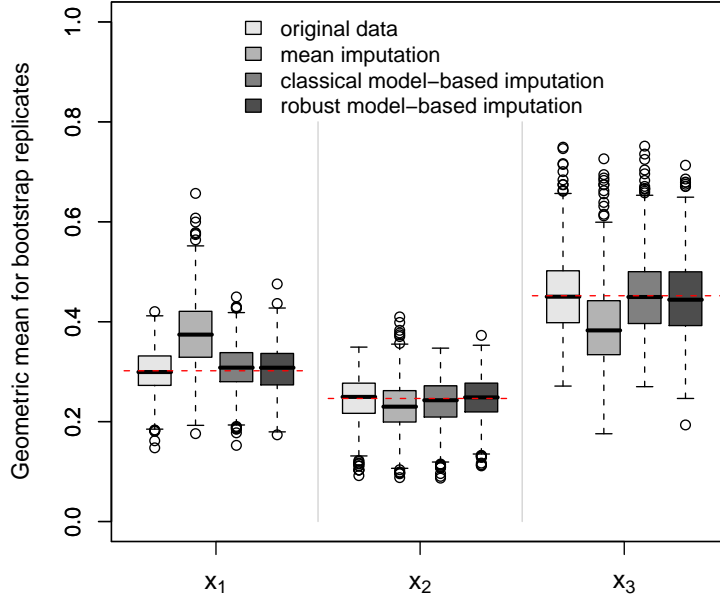 original data
mean imputation
classical model−based imputation
robust model−based imputation
Geometric mean for bootstrap replicates
1.0
0.8
0.6
0.4
0.2
0.0
x₁ x₂ x₃